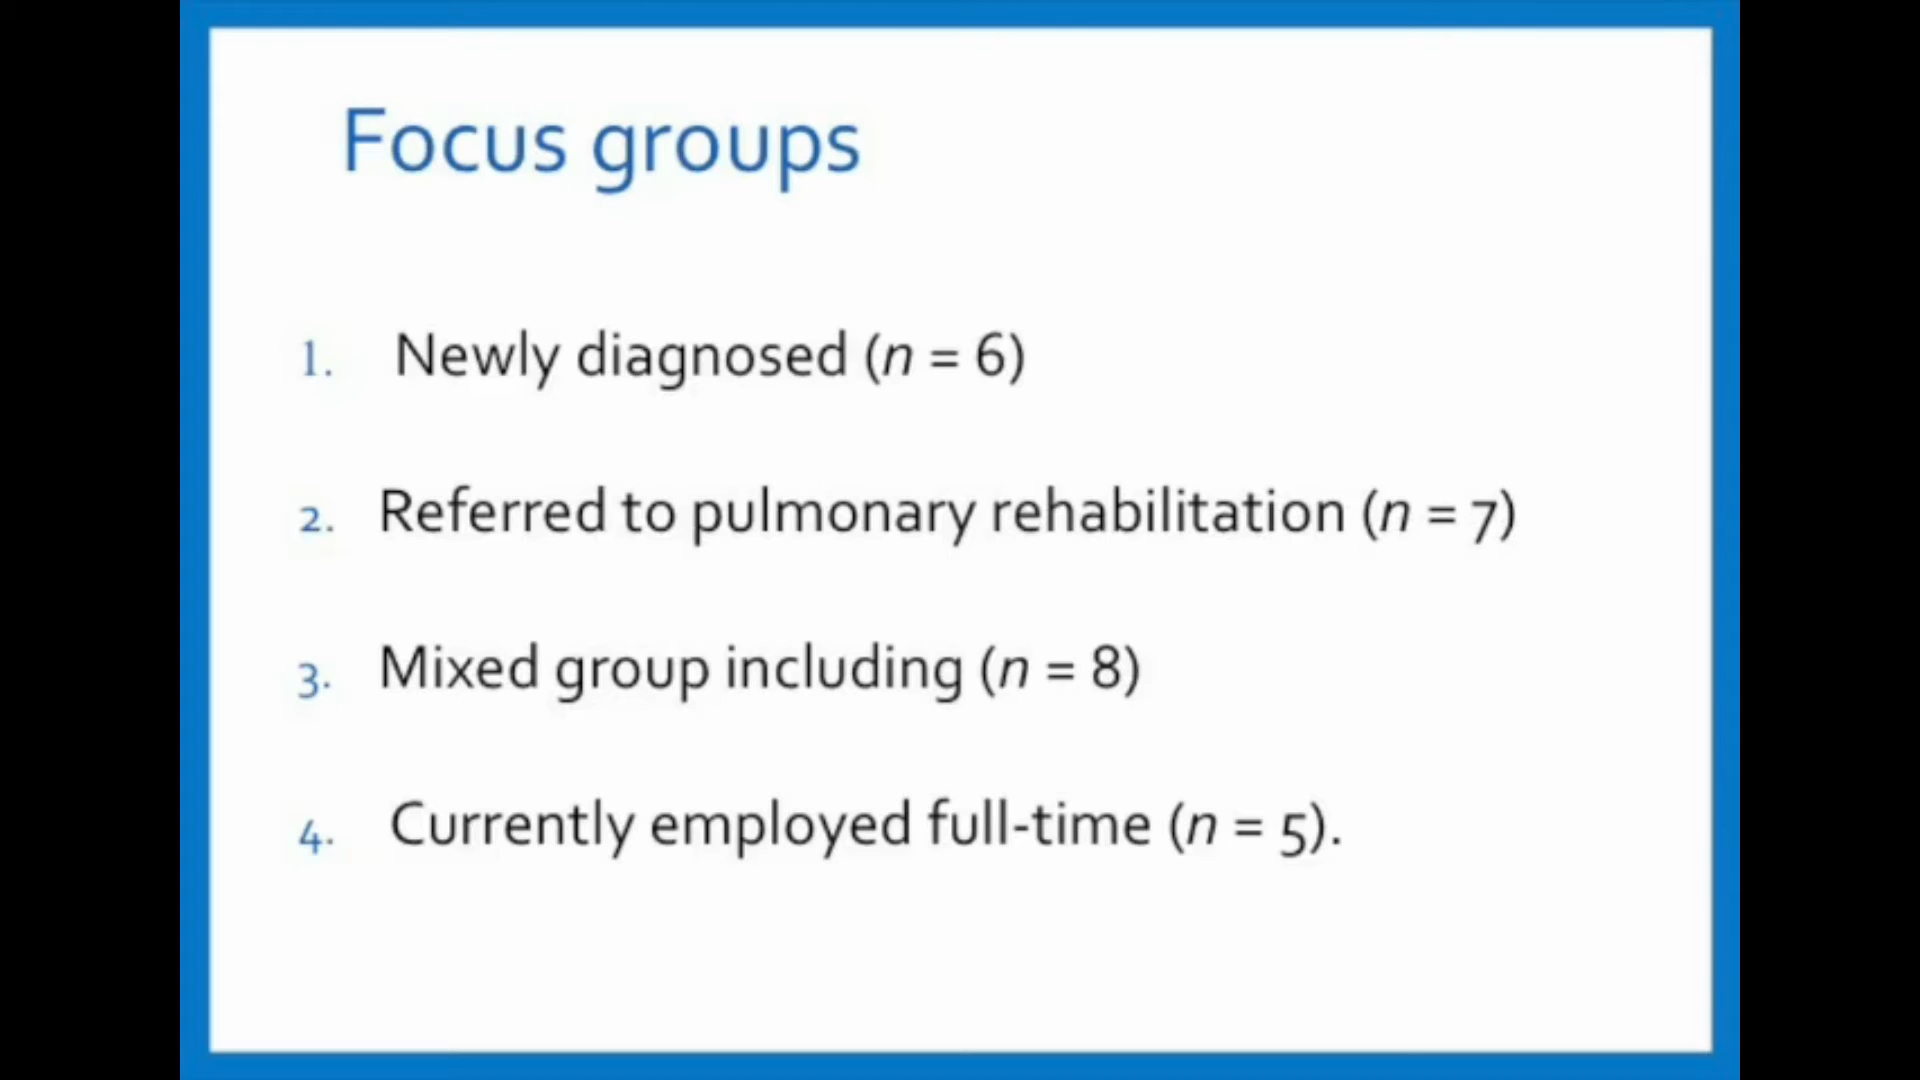 Focus groups
1. Newly diagnosed (n = 6)
2. Referred to pulmonary rehabilitation (n = 7)
3. Mixed group including (n = 8)
4. Currently employed full-time (n = 5).